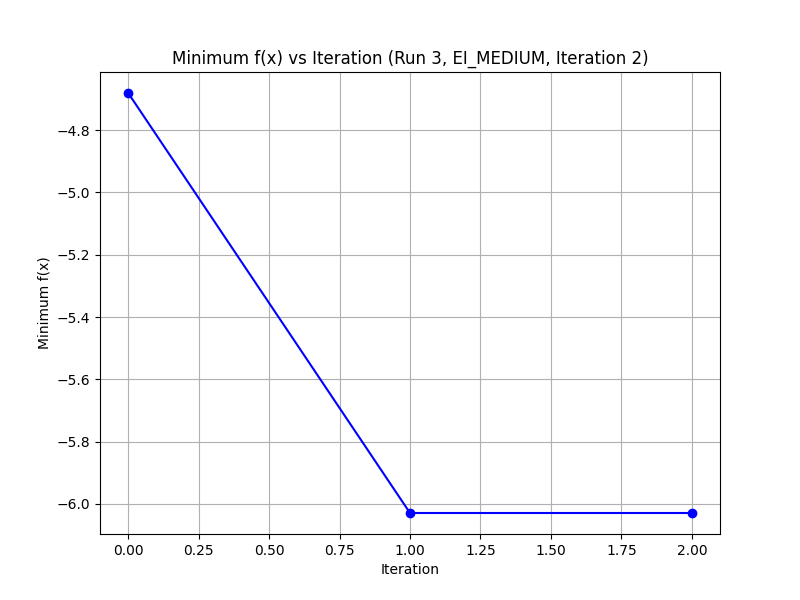 Minimum f(x) vs Iteration (Run 3, EI_MEDIUM, Iteration 2)
Minimum f(x)
−4.8
−5.0
−5.2
−5.4
−5.6
−5.8
−6.0
0.00 0.25 0.50 0.75 1.00 1.25 1.50 1.75 2.00
Iteration